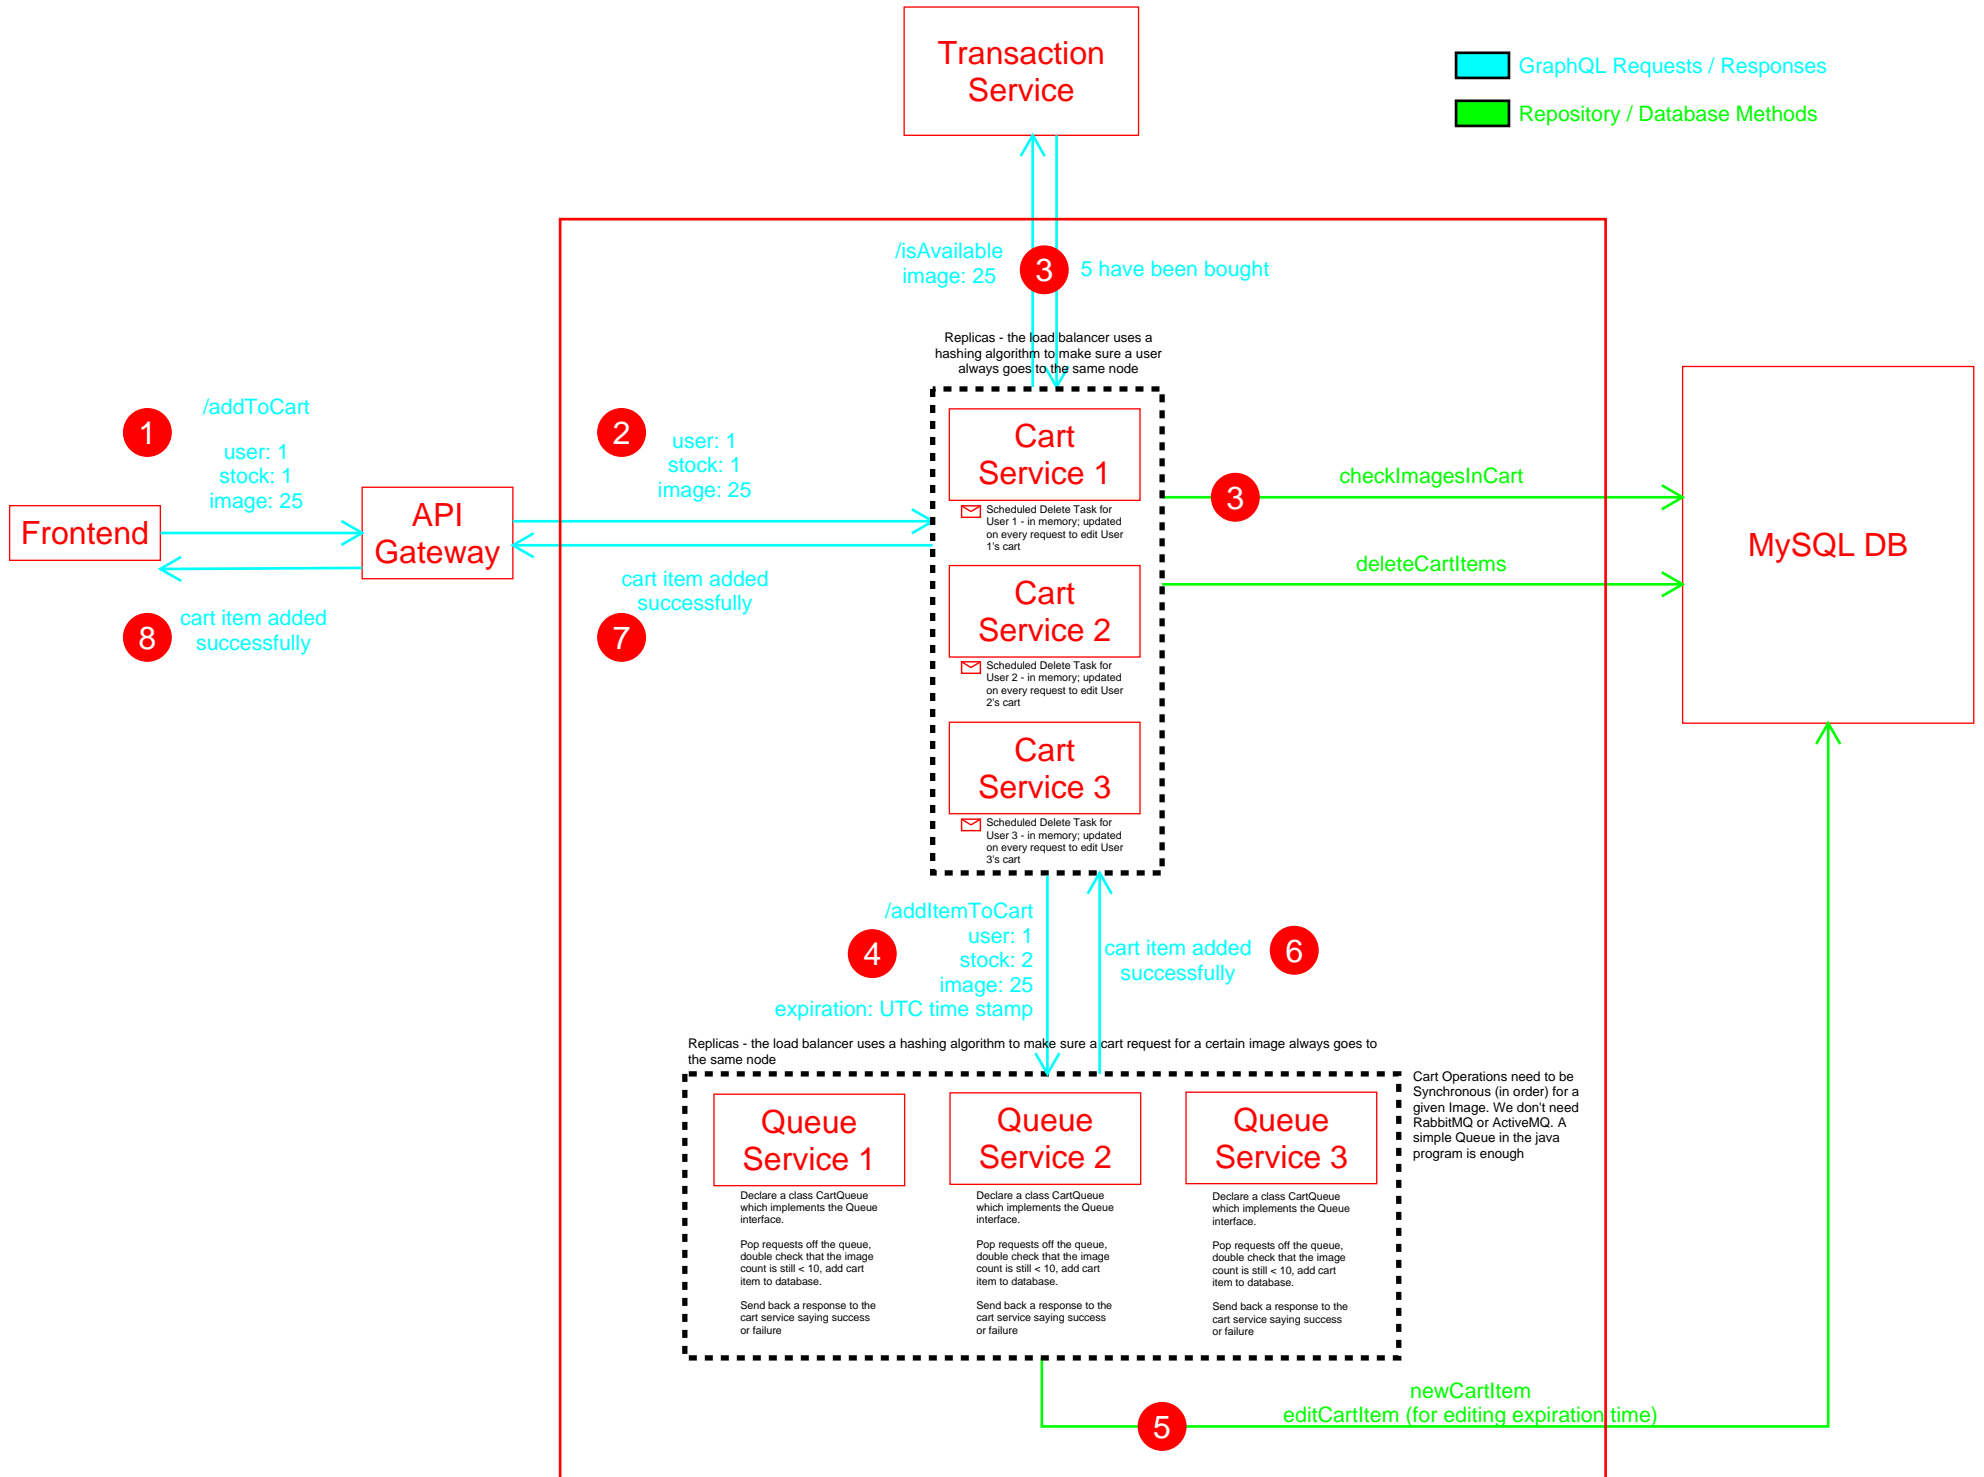 Transaction
Service
GraphQL Requests / Responses
Repository / Database Methods
/isAvailable
image: 25
3
5 have been bought
Replicas - the load balancer uses a
hashing algorithm to make sure a user
always goes to the same node
1
/addToCart
user: 1
stock: 1
image: 25
2
user: 1
stock: 1
image: 25
Frontend
API
Gateway
8
cart item added
successfully
cart item added
successfully
7
Cart
Service 1
Scheduled Delete Task for
User 1 - in memory; updated
on every request to edit User
1's cart
Cart
Service 2
Scheduled Delete Task for
User 2 - in memory; updated
on every request to edit User
2's cart
Cart
Service 3
Scheduled Delete Task for
User 3 - in memory; updated
on every request to edit User
3's cart
3
checkImagesInCart
deleteCartItems
MySQL DB
4
/addItemToCart
user: 1
stock: 2
image: 25
expiration: UTC time stamp
cart item added
successfully
6
Replicas - the load balancer uses a hashing algorithm to make sure a cart request for a certain image always goes to
the same node
Queue
Service 1
Declare a class CartQueue
which implements the Queue
interface.
Pop requests off the queue,
double check that the image
count is still < 10, add cart
item to database.
Send back a response to the
cart service saying success
or failure
Queue
Service 2
Declare a class CartQueue
which implements the Queue
interface.
Pop requests off the queue,
double check that the image
count is still < 10, add cart
item to database.
Send back a response to the
cart service saying success
or failure
Queue
Service 3
Declare a class CartQueue
which implements the Queue
interface.
Pop requests off the queue,
double check that the image
count is still < 10, add cart
item to database.
Send back a response to the
cart service saying success
or failure
Cart Operations need to be
Synchronous (in order) for a
given Image. We don't need
RabbitMQ or ActiveMQ. A
simple Queue in the java
program is enough
5
newCartItem
editCartItem (for editing expiration time)